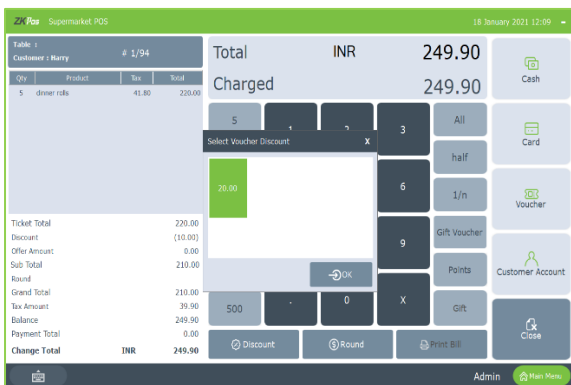 ZKPos Supermarket POS
18 January 2021 12:09
Table :
Customer : Harry
# 1/94
Qty Product Tax Total
5 dinner rolls 41.80 220.00
Ticket Total 220.00
Discount (10.00)
Offer Amount 0.00
Sub Total 210.00
Round
Grand Total 210.00
Tax Amount 39.90
Balance 249.90
Payment Total 0.00
Change Total INR 249.90
Total INR 249.90
Charged 249.90
5 1 2 3 All
Select Voucher Discount X
half
20.00
6 1/n
9 Gift Voucher
OK
Points
500 . 0 X Gift
Discount Round Print Bill
Cash
Card
Voucher
Customer Account
Close
Admin Main Menu